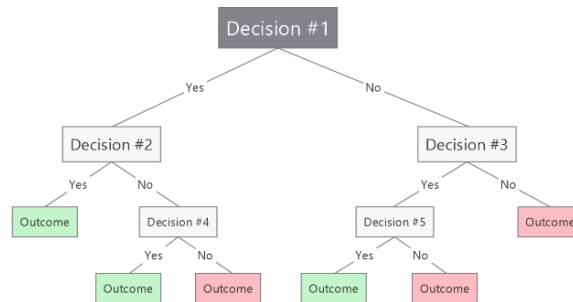 Decision #1
Yes
No
Decision #2
Decision #3
Yes
No
Yes
No
Outcome
Decision #4
Decision #5
Outcome
Yes
No
Yes
No
Outcome
Outcome
Outcome
Outcome